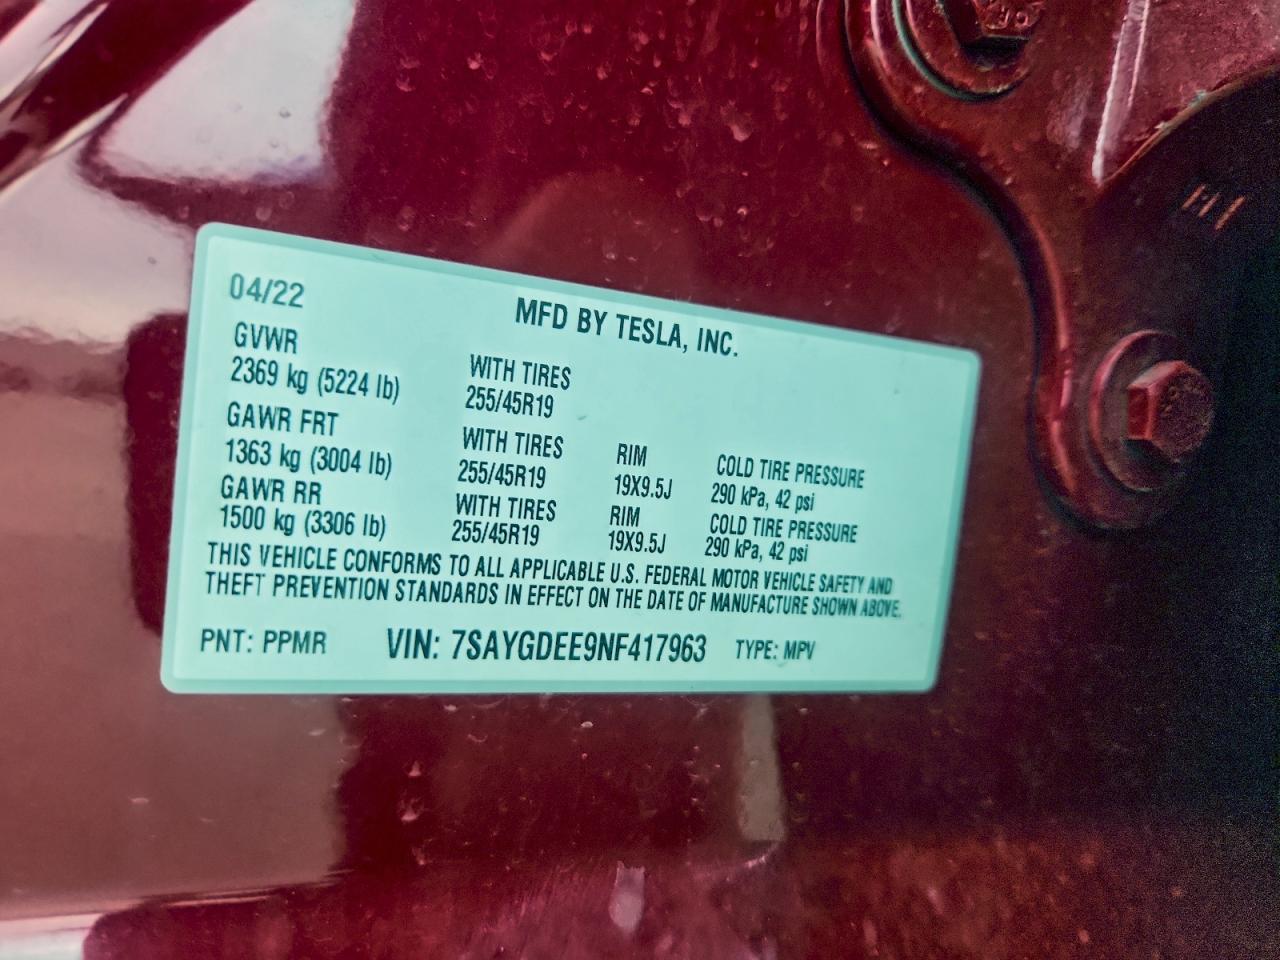 04/22
MFD BY TESLA, INC.
GVWR
2369 kg (5224 lb)
WITH TIRES
255/45R19
GAWR FRT
1363 kg (3004 lb)
WITH TIRES
255/45R19
RIM
19X9.5J
COLD TIRE PRESSURE
290 kPa, 42 psi
GAWR RR
1500 kg (3306 lb)
WITH TIRES
255/45R19
RIM
19X9.5J
COLD TIRE PRESSURE
290 kPa, 42 psi
THIS VEHICLE CONFORMS TO ALL APPLICABLE U.S. FEDERAL MOTOR VEHICLE SAFETY AND
THEFT PREVENTION STANDARDS IN EFFECT ON THE DATE OF MANUFACTURE SHOWN ABOVE.
PNT: PPMR VIN: 7SAYGDEE9NF417963 TYPE: MPV